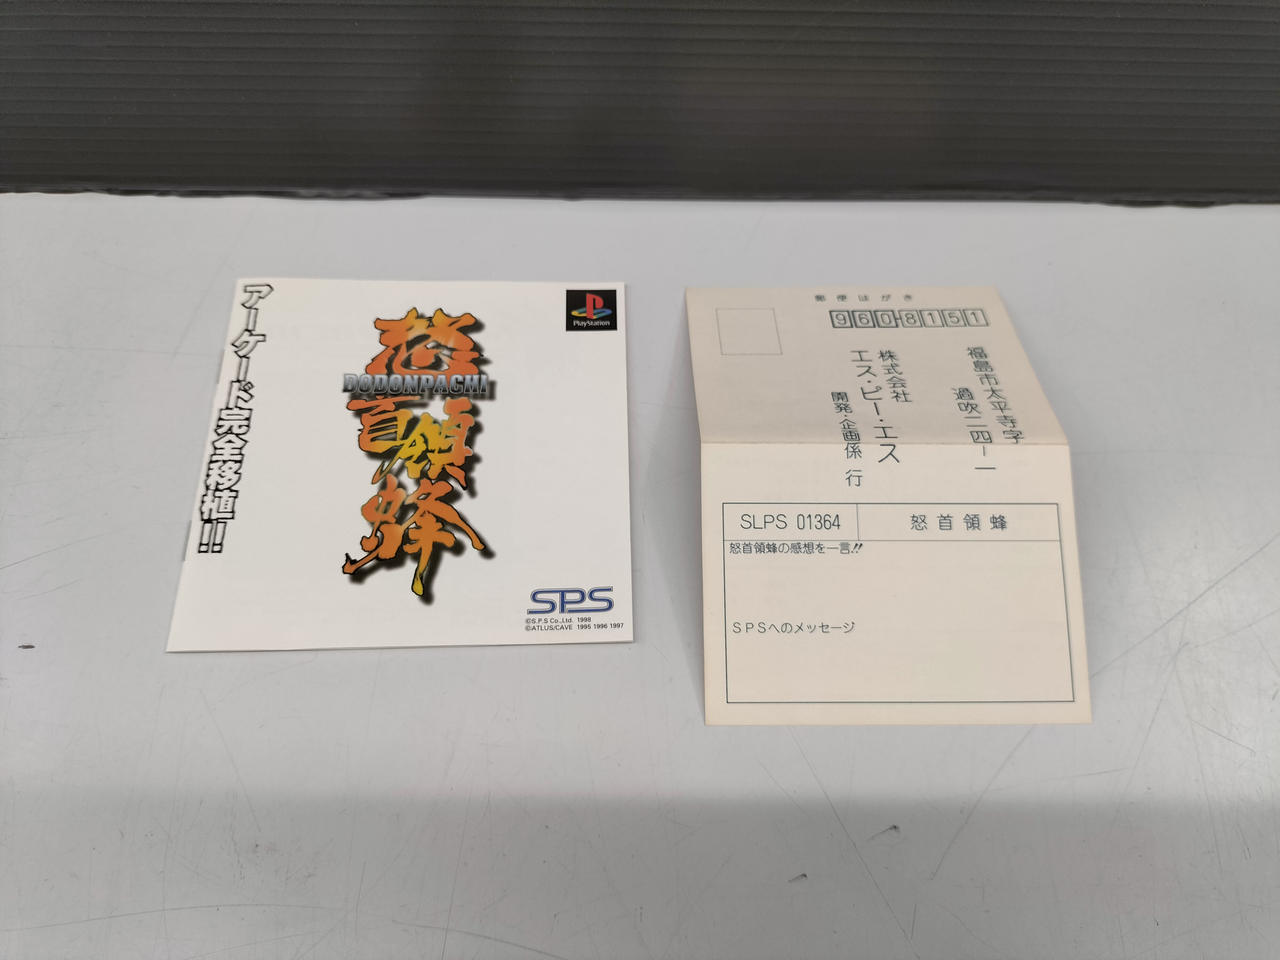 アーケード完全移植!!
PlayStation
怒首領蜂
DODONPACHI
SPS
©S.P.S Co.,Ltd. 1998
©ATLUS/CAVE 1995 1996 1997
郵便はがき
960-8151
福島市太平寺字
過吹二四ー一
株式会社
エス・ピー・エス
開発・企画係 行
SLPS 01364
怒首領蜂
怒首領蜂の感想を一言!!
SPSへのメッセージ